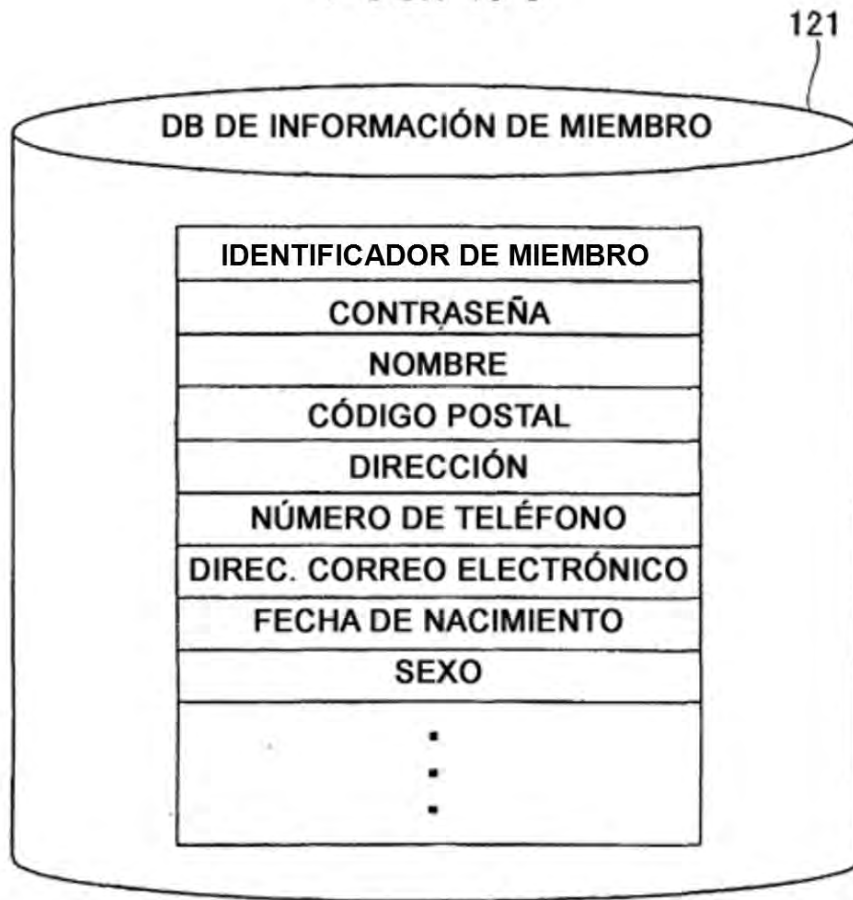 121
DB DE INFORMACIÓN DE MIEMBRO
IDENTIFICADOR DE MIEMBRO
CONTRASEÑA
NOMBRE
CÓDIGO POSTAL
DIRECCIÓN
NÚMERO DE TELÉFONO
DIREC. CORREO ELECTRÓNICO
FECHA DE NACIMIENTO
SEXO